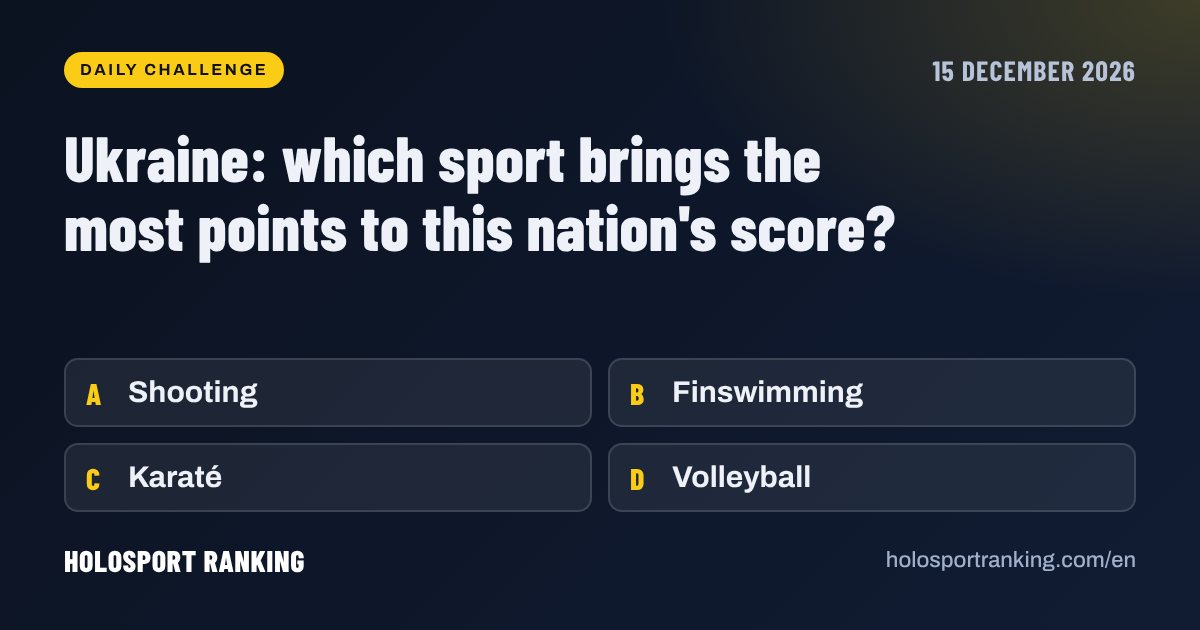 DAILY CHALLENGE
15 DECEMBER 2026
Ukraine: which sport brings the
most points to this nation's score?
A Shooting
B Finswimming
C Karaté
D Volleyball
HOLOSPORT RANKING
holosportranking.com/en